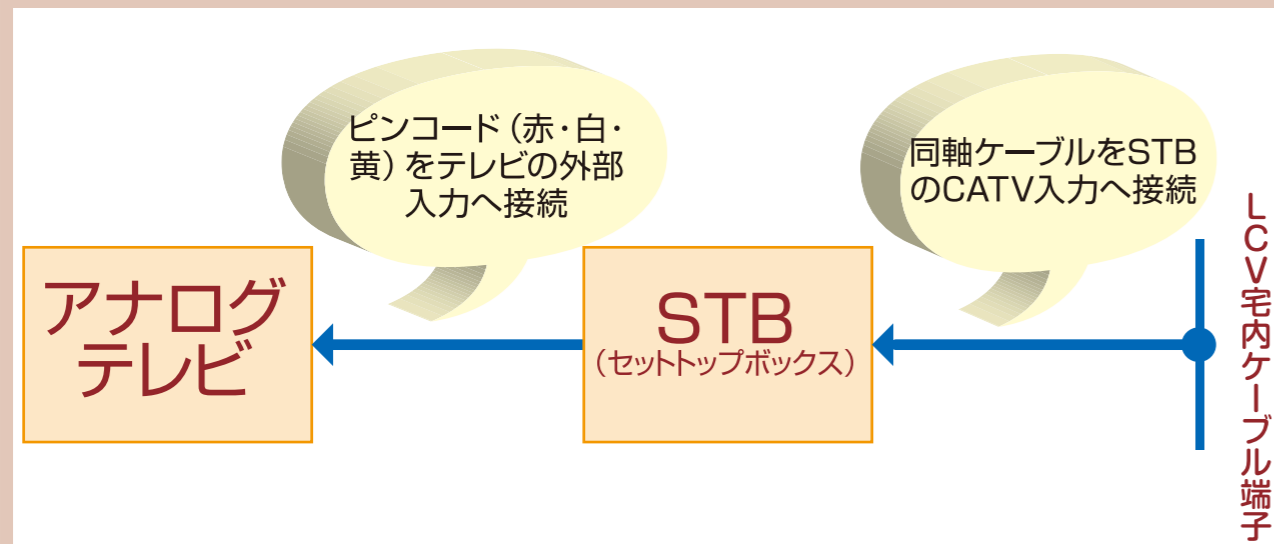 ピンコード（赤・白・
黄）をテレビの外部
入力へ接続
同軸ケーブルをSTB
のCATV入力へ接続
アナログ
テレビ
STB
（セットトップボックス）
LCV宅内ケーブル端子